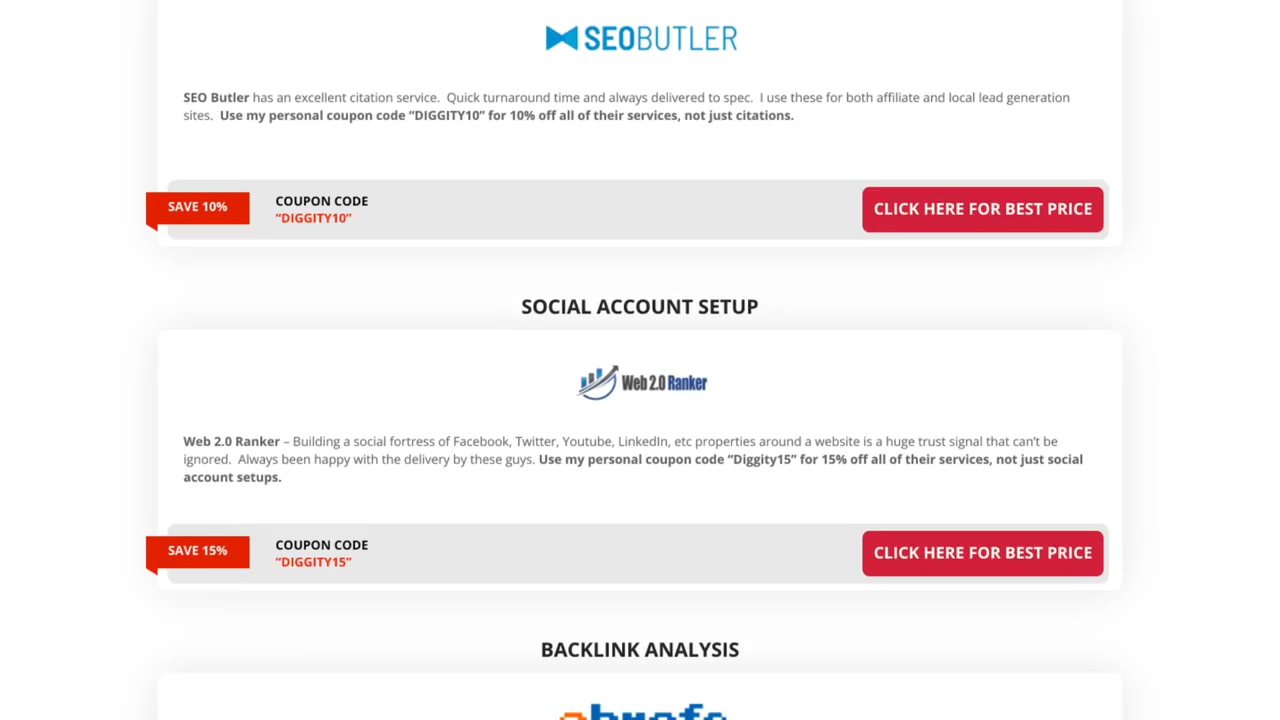 SEOBUTLER
SEO Butler has an excellent citation service.  Quick turnaround time and always delivered to spec.  I use these for both affiliate and local lead generation
sites.  Use my personal coupon code “DIGGITY10” for 10% off all of their services, not just citations.
SAVE 10%
COUPON CODE
“DIGGITY10”
CLICK HERE FOR BEST PRICE
SOCIAL ACCOUNT SETUP
Web 2.0 Ranker
Web 2.0 Ranker – Building a social fortress of Facebook, Twitter, Youtube, LinkedIn, etc properties around a website is a huge trust signal that can’t be
ignored.  Always been happy with the delivery by these guys. Use my personal coupon code “Diggity15” for 15% off all of their services, not just social
account setups.
SAVE 15%
COUPON CODE
“DIGGITY15”
CLICK HERE FOR BEST PRICE
BACKLINK ANALYSIS
ahrefs